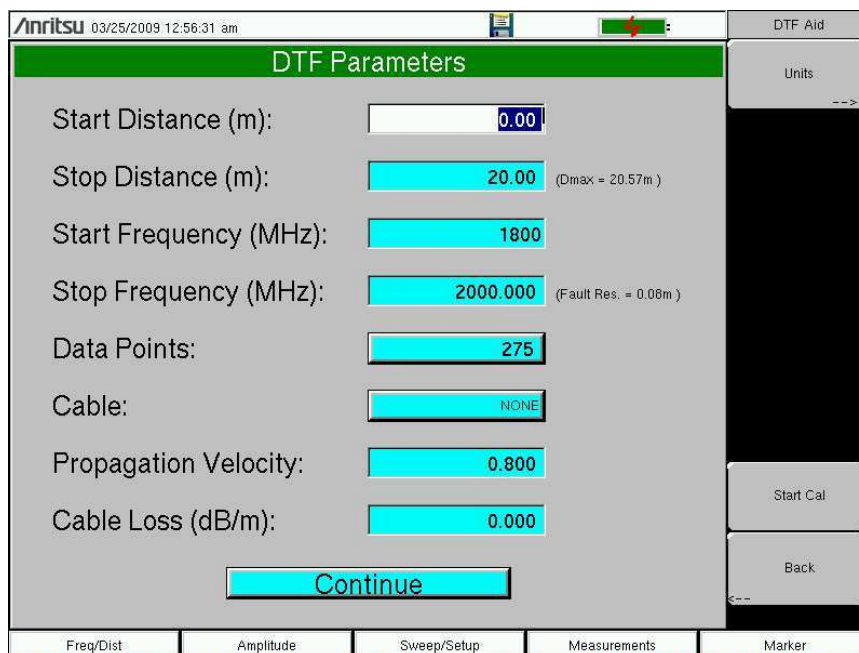 Anritsu 03/25/2009 12:56:31 am
DTF Aid
DTF Parameters
Units
-->
Start Distance (m): 0.00
Stop Distance (m): 20.00 (Dmax = 20.57m )
Start Frequency (MHz): 1800
Stop Frequency (MHz): 2000.000 (Fault Res. = 0.08m )
Data Points: 275
Cable: NONE
Propagation Velocity: 0.800
Cable Loss (dB/m): 0.000
Start Cal
Continue
Back
<--
Freq/Dist Amplitude Sweep/Setup Measurements Marker